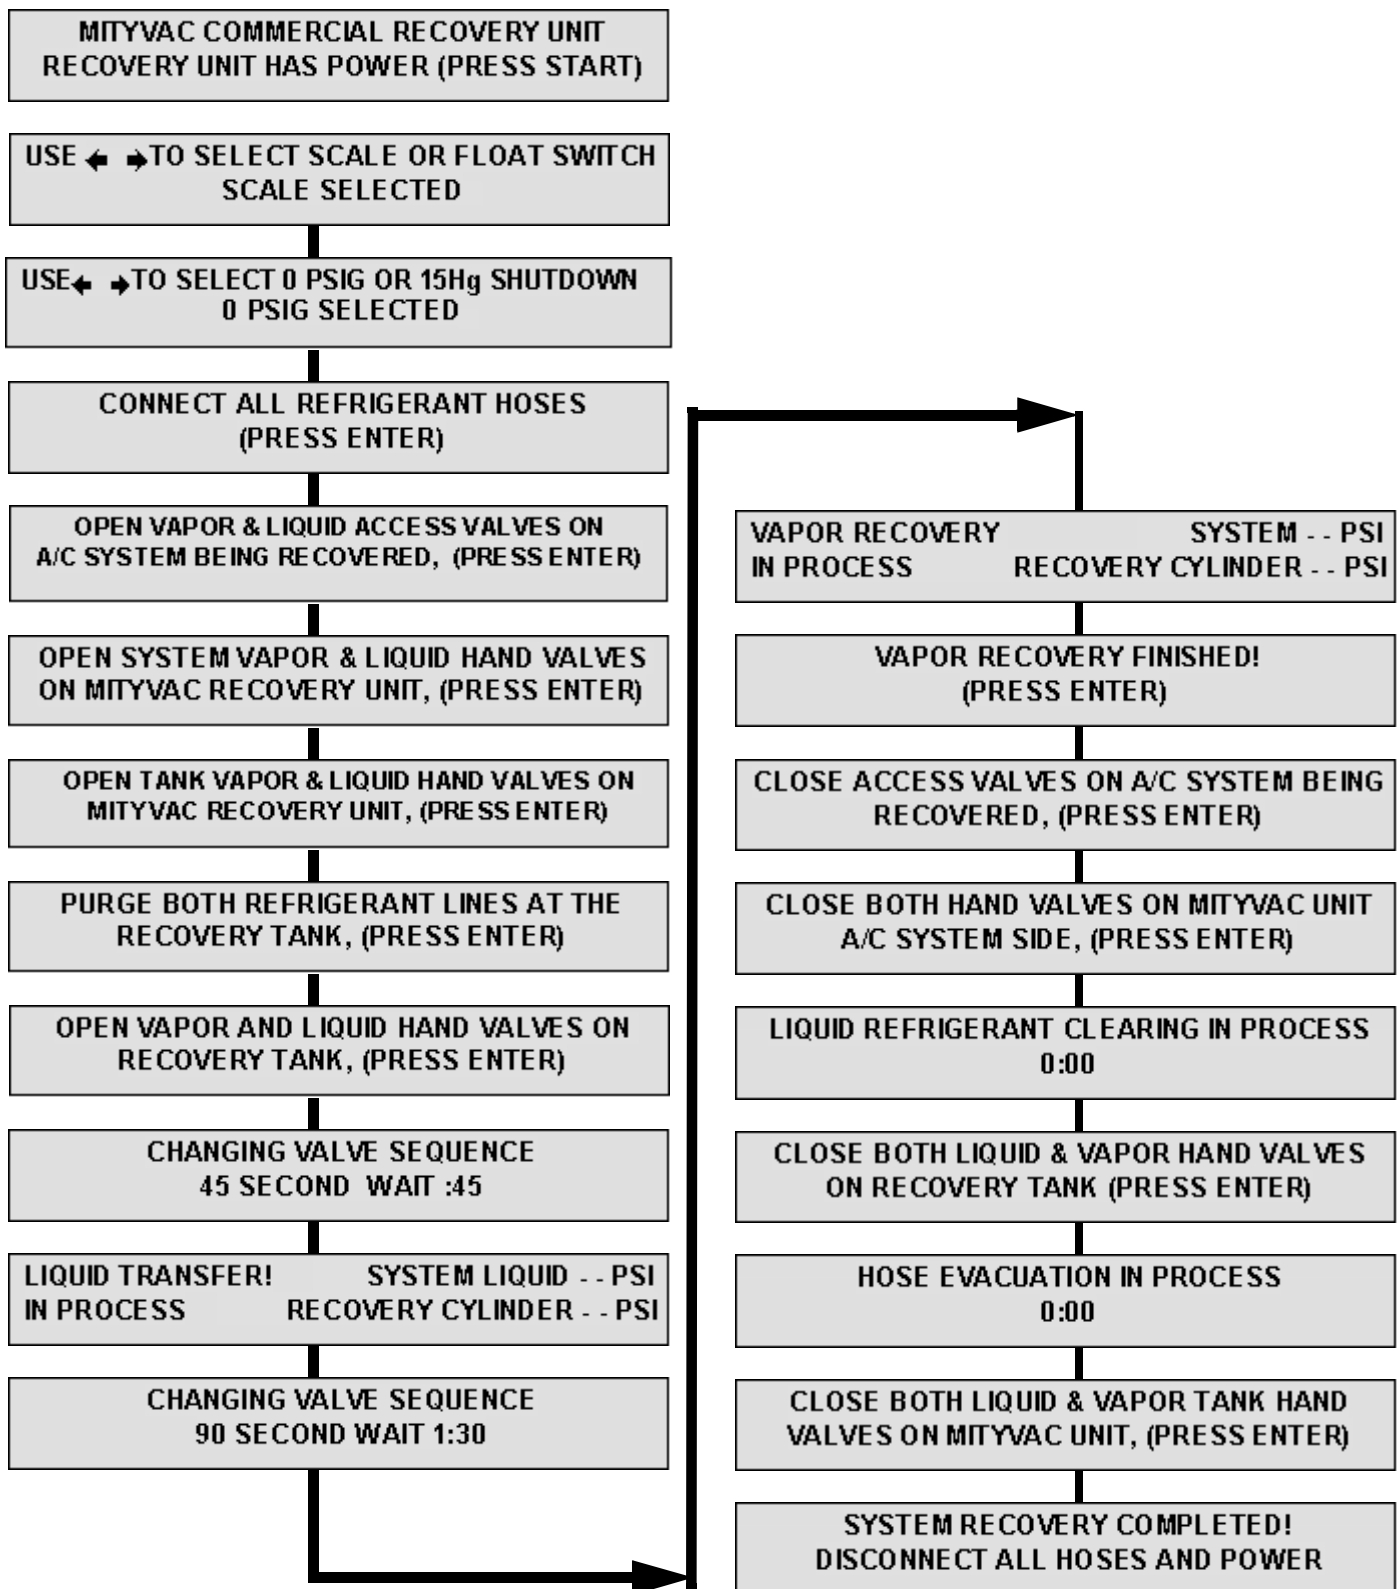 MITYVAC COMMERCIAL RECOVERY UNIT
RECOVERY UNIT HAS POWER (PRESS START)
USE ← → TO SELECT SCALE OR FLOAT SWITCH
SCALE SELECTED
USE ← → TO SELECT 0 PSIG OR 15Hg SHUTDOWN
0 PSIG SELECTED
CONNECT ALL REFRIGERANT HOSES
(PRESS ENTER)
OPEN VAPOR & LIQUID ACCESS VALVES ON
A/C SYSTEM BEING RECOVERED, (PRESS ENTER)
OPEN SYSTEM VAPOR & LIQUID HAND VALVES
ON MITYVAC RECOVERY UNIT, (PRESS ENTER)
OPEN TANK VAPOR & LIQUID HAND VALVES ON
MITYVAC RECOVERY UNIT, (PRESS ENTER)
PURGE BOTH REFRIGERANT LINES AT THE
RECOVERY TANK, (PRESS ENTER)
OPEN VAPOR AND LIQUID HAND VALVES ON
RECOVERY TANK, (PRESS ENTER)
CHANGING VALVE SEQUENCE
45 SECOND WAIT :45
LIQUID TRANSFER! SYSTEM LIQUID - - PSI
IN PROCESS RECOVERY CYLINDER - - PSI
CHANGING VALVE SEQUENCE
90 SECOND WAIT 1:30
VAPOR RECOVERY SYSTEM - - PSI
IN PROCESS RECOVERY CYLINDER - - PSI
VAPOR RECOVERY FINISHED!
(PRESS ENTER)
CLOSE ACCESS VALVES ON A/C SYSTEM BEING
RECOVERED, (PRESS ENTER)
CLOSE BOTH HAND VALVES ON MITYVAC UNIT
A/C SYSTEM SIDE, (PRESS ENTER)
LIQUID REFRIGERANT CLEARING IN PROCESS
0:00
CLOSE BOTH LIQUID & VAPOR HAND VALVES
ON RECOVERY TANK (PRESS ENTER)
HOSE EVACUATION IN PROCESS
0:00
CLOSE BOTH LIQUID & VAPOR TANK HAND
VALVES ON MITYVAC UNIT, (PRESS ENTER)
SYSTEM RECOVERY COMPLETED!
DISCONNECT ALL HOSES AND POWER